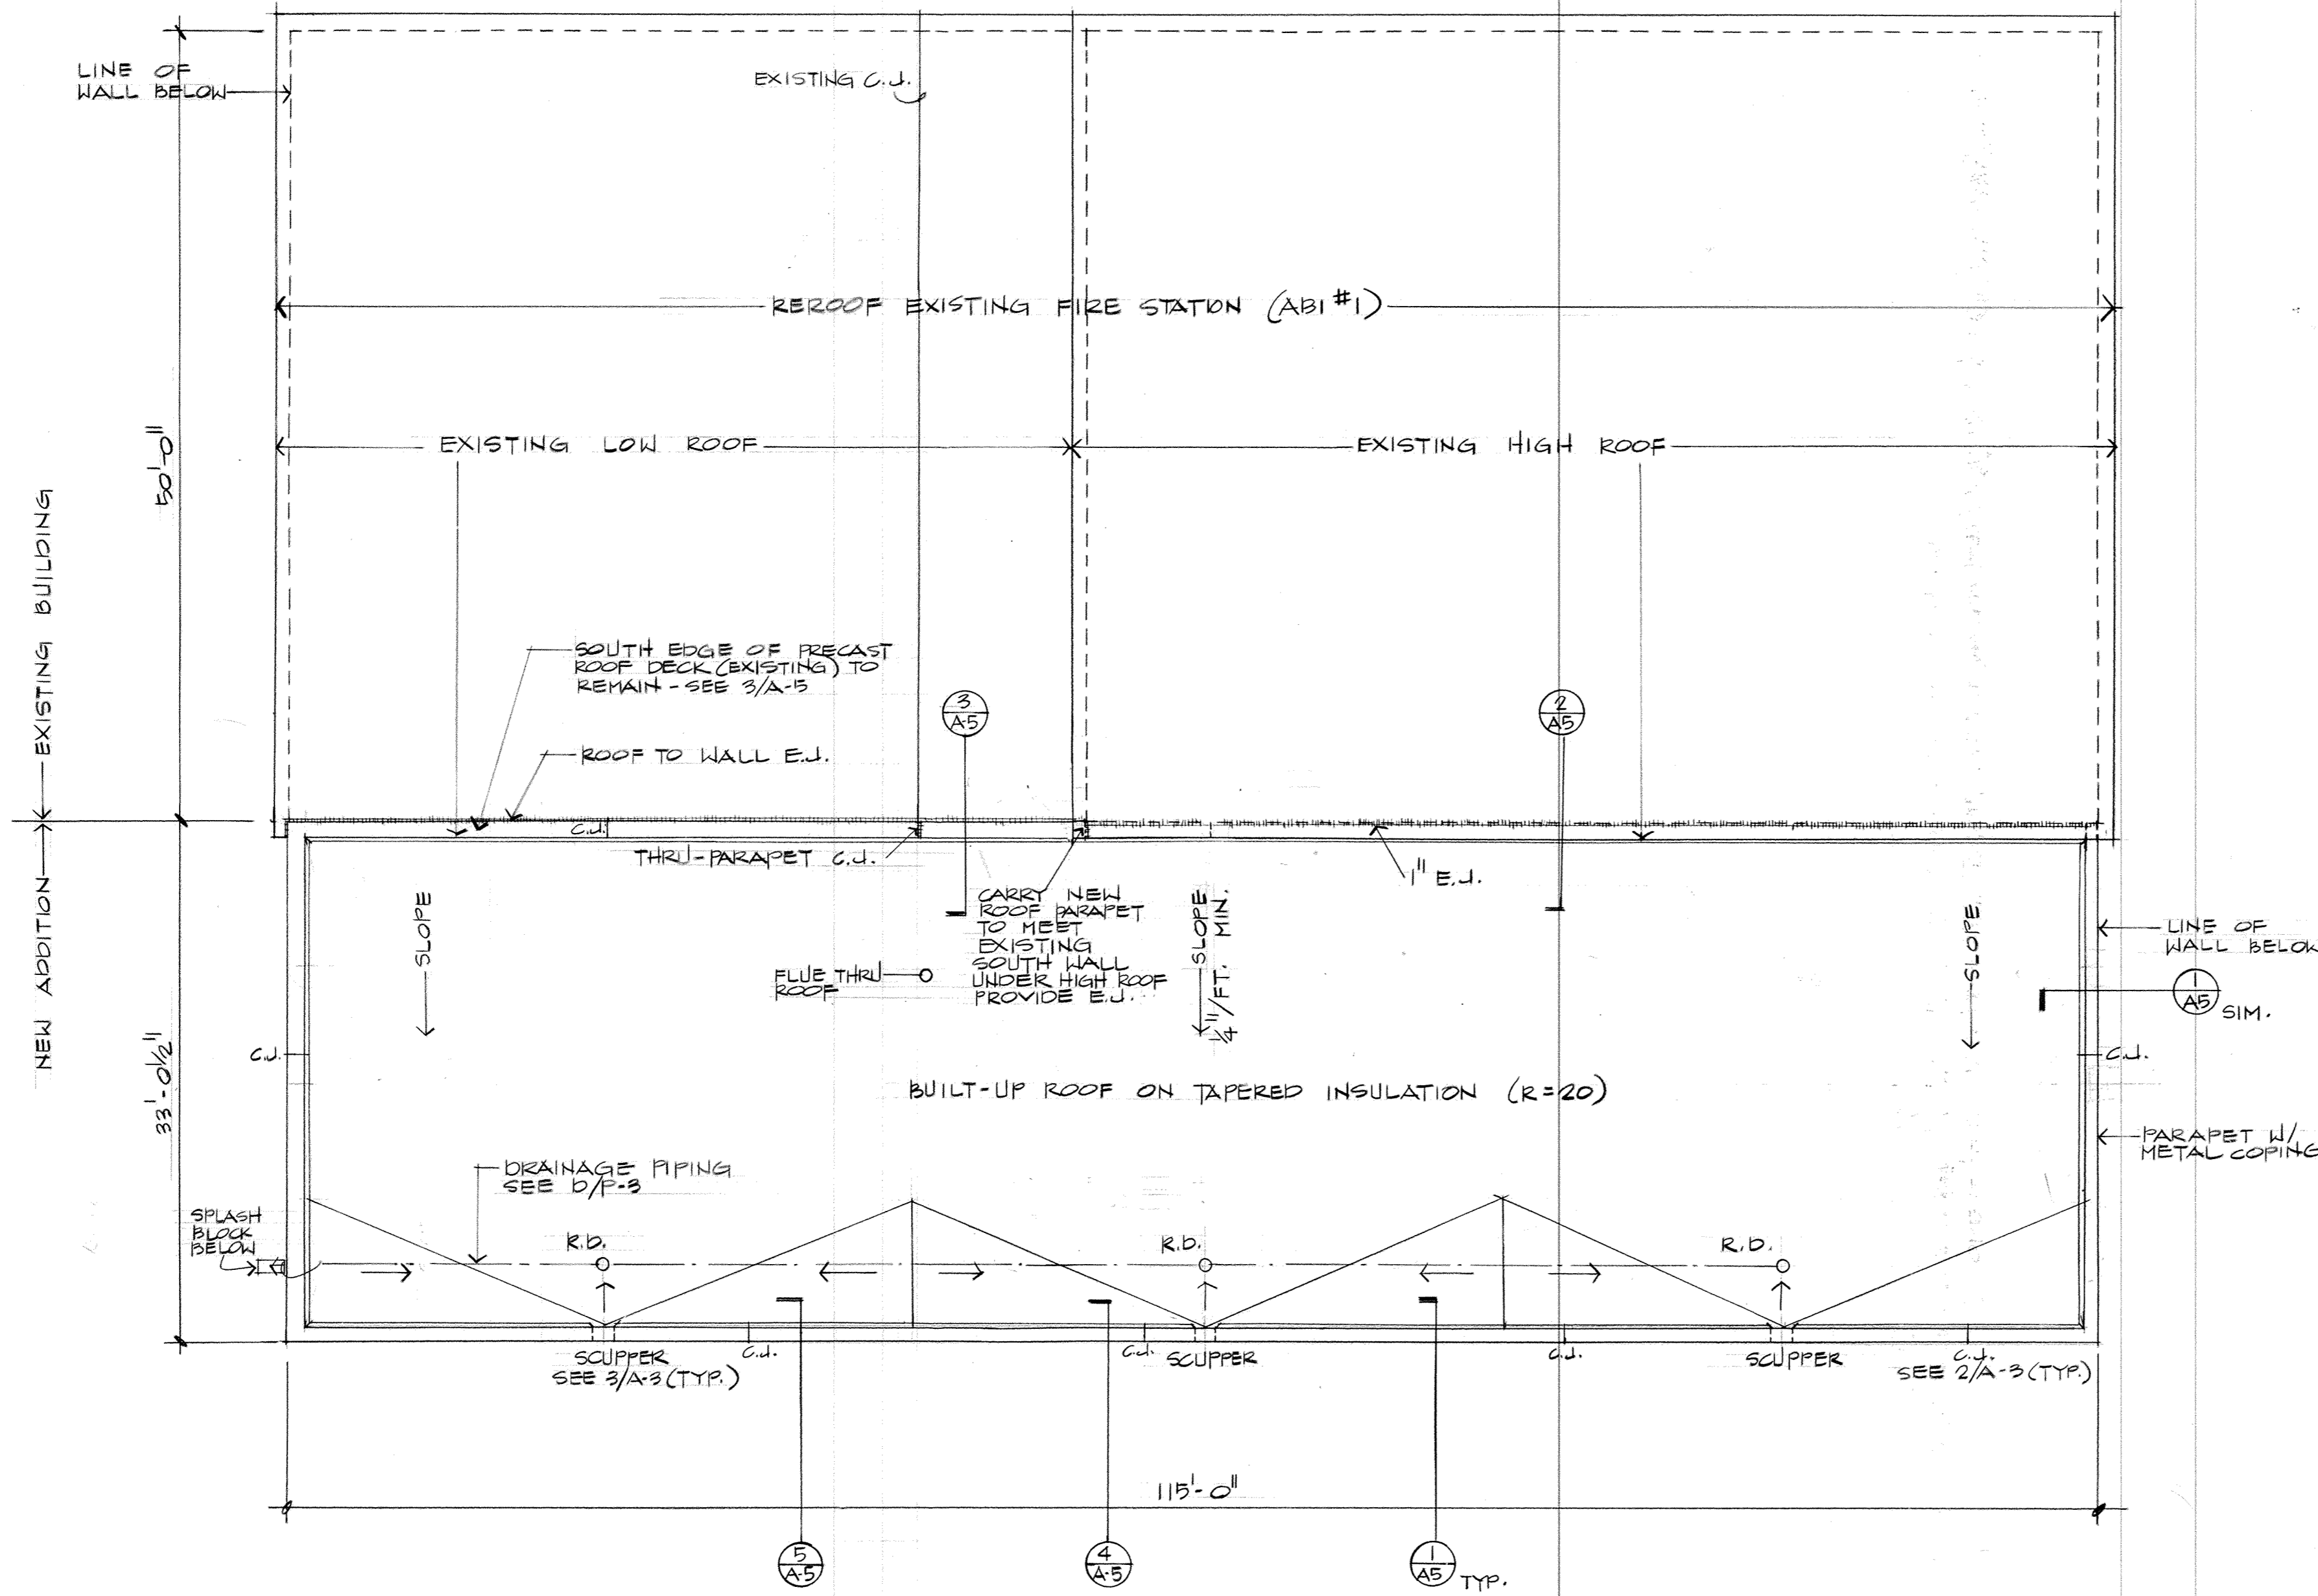 LINE OF
WALL BELOW
EXISTING C.J.
REROOF EXISTING FIRE STATION (AB1 #1)
EXISTING LOW ROOF
EXISTING HIGH ROOF
50'-0"
EXISTING BUILDING
SOUTH EDGE OF PRECAST
ROOF DECK (EXISTING) TO
REMAIN - SEE 3/A-5
3
A-5
2
A5
ROOF TO WALL E.J.
C.J.
THRU-PARAPET C.J.
1" E.J.
CARRY NEW
ROOF PARAPET
TO MEET
EXISTING
SOUTH WALL
UNDER HIGH ROOF
PROVIDE E.J.
SLOPE
SLOPE
1/4"/FT. MIN.
SLOPE
LINE OF
WALL BELOW
FLUE THRU
ROOF
1
A5
SIM.
NEW ADDITION
33'-0 1/2"
C.J.
C.J.
BUILT-UP ROOF ON TAPERED INSULATION (R=20)
PARAPET W/
METAL COPING
DRAINAGE PIPING
SEE D/P-3
SPLASH
BLOCK
BELOW
R.D.
R.D.
R.D.
SCUPPER
SEE 3/A-3 (TYP.)
C.J.
C.J.
SCUPPER
C.J.
SCUPPER
C.J.
SEE 2/A-3 (TYP.)
115'-0"
5
A-5
4
A-5
1
A5
TYP.